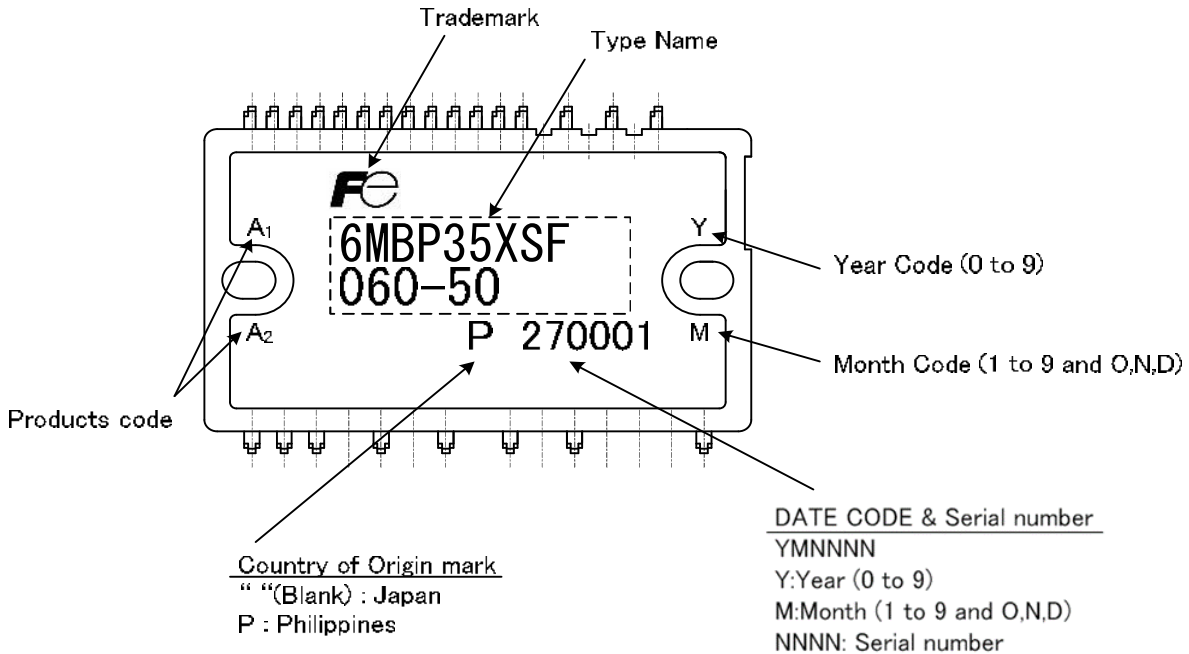 Trademark
Type Name
Fe
A1
Y
6MBP35XSF
060-50
Year Code (0 to 9)
A2
P 270001
M
Month Code (1 to 9 and O,N,D)
Products code
DATE CODE & Serial number
YMNNNN
Y:Year (0 to 9)
M:Month (1 to 9 and O,N,D)
NNNN: Serial number
Country of Origin mark
“ “(Blank) : Japan
P : Philippines